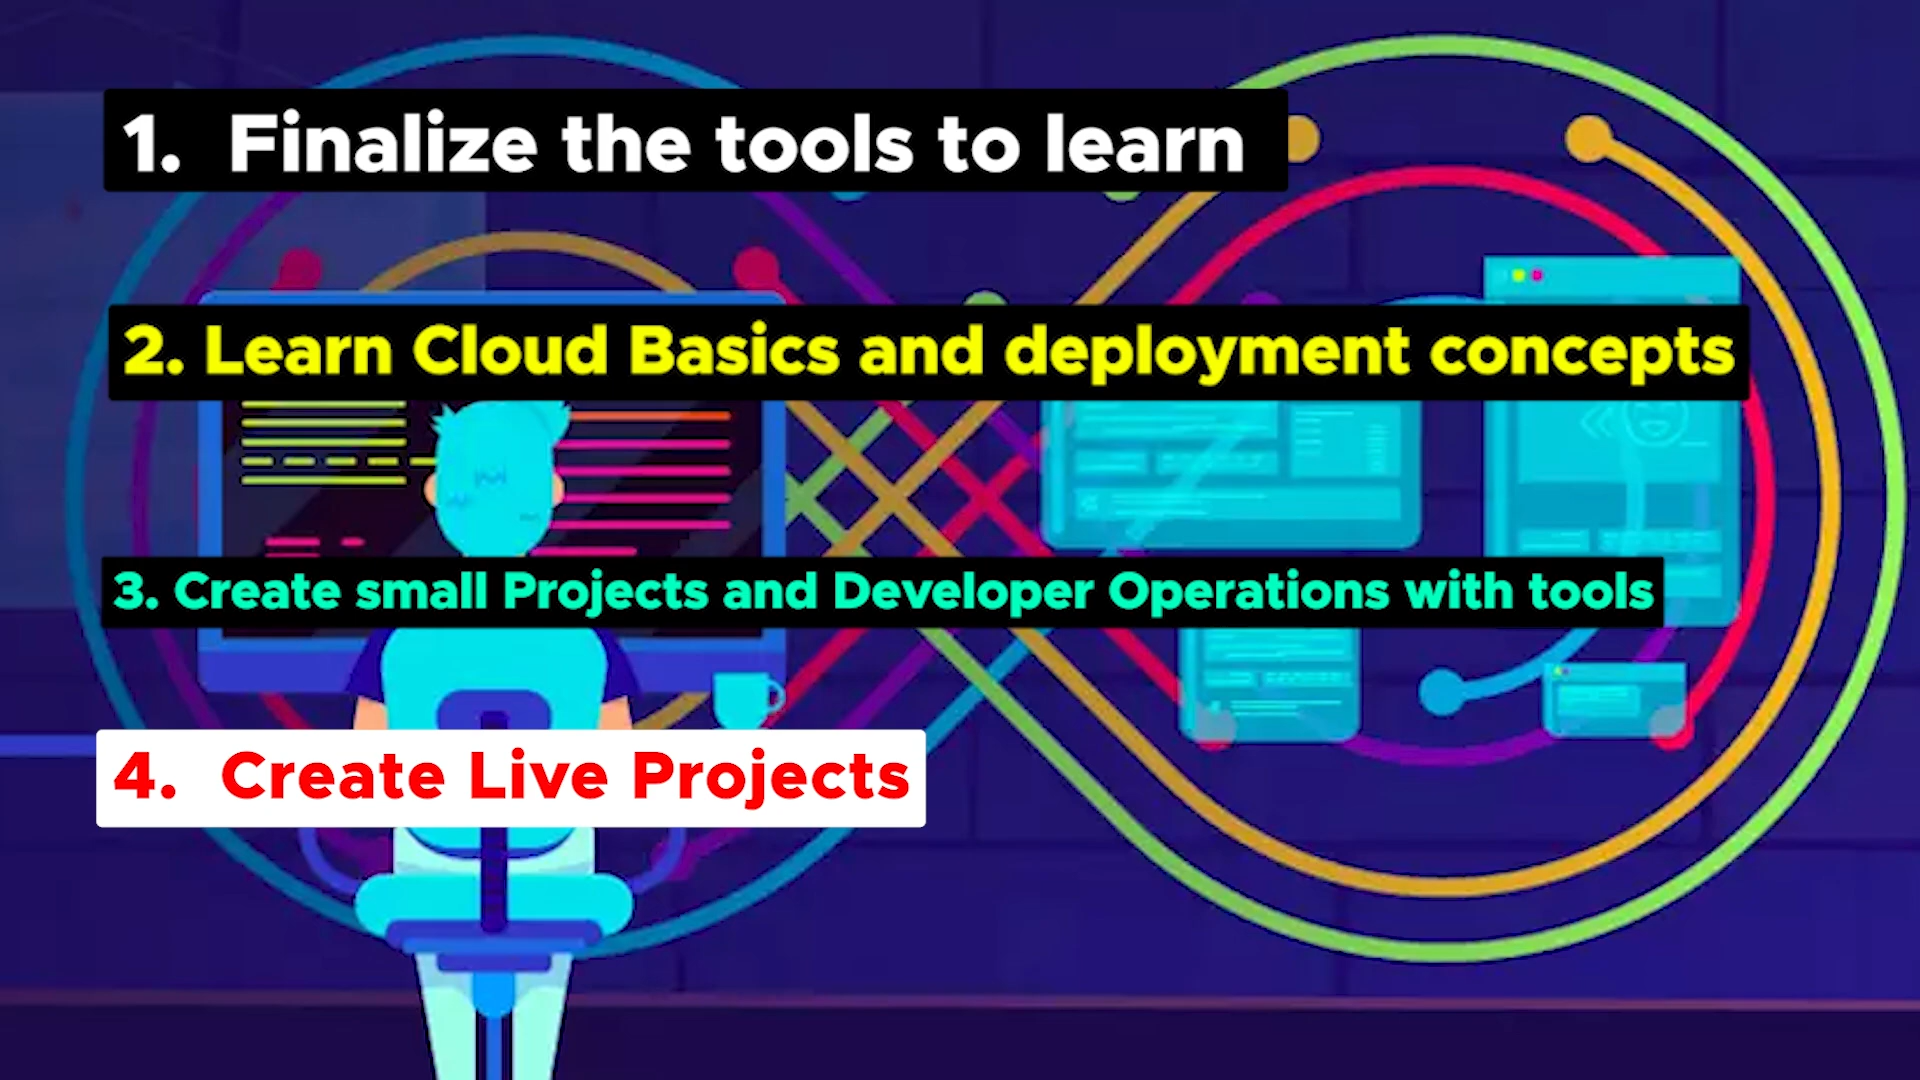 1. Finalize the tools to learn
2. Learn Cloud Basics and deployment concepts
3. Create small Projects and Developer Operations with tools
4. Create Live Projects